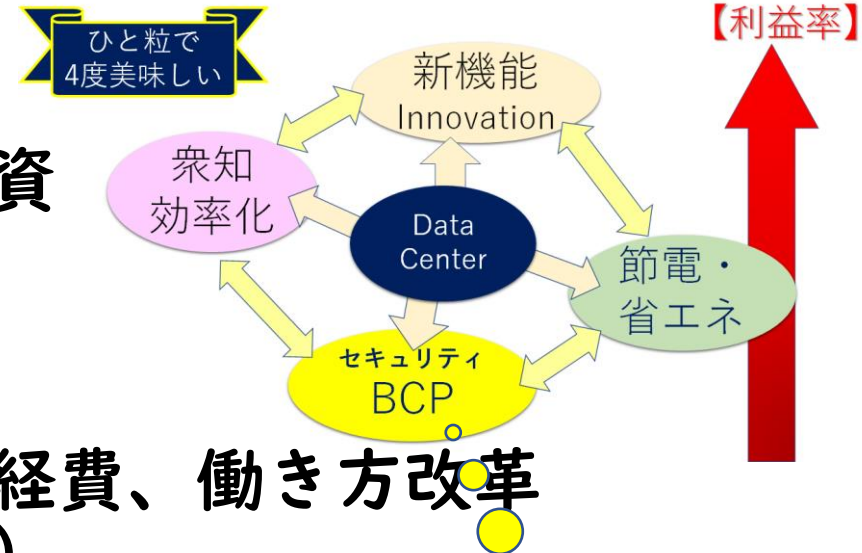 ひと粒で
4度美味しい
【利益率】
新機能
Innovation
資
衆知
効率化
Data
Center
節電・
省エネ
セキュリティ
BCP
経費、働き方改革
)